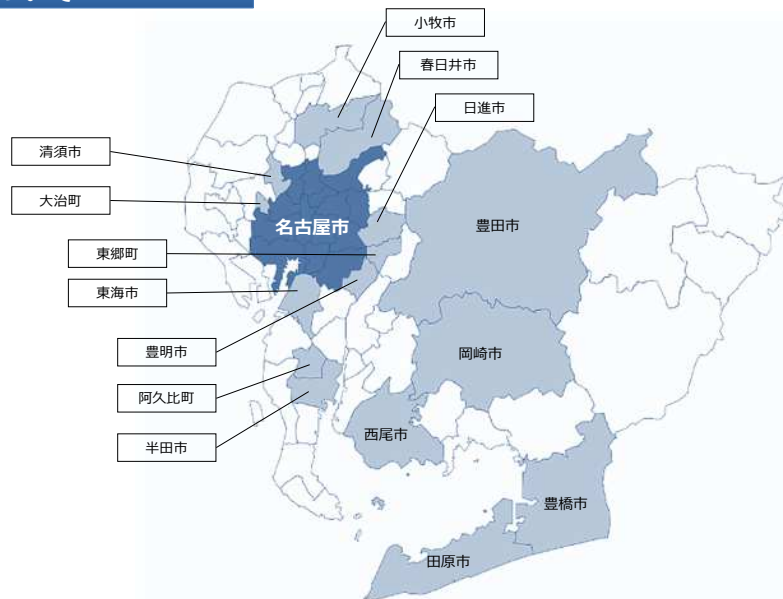 小牧市
春日井市
日進市
清須市
大治町
名古屋市
豊田市
東郷町
東海市
豊明市
岡崎市
阿久比町
西尾市
半田市
豊橋市
田原市